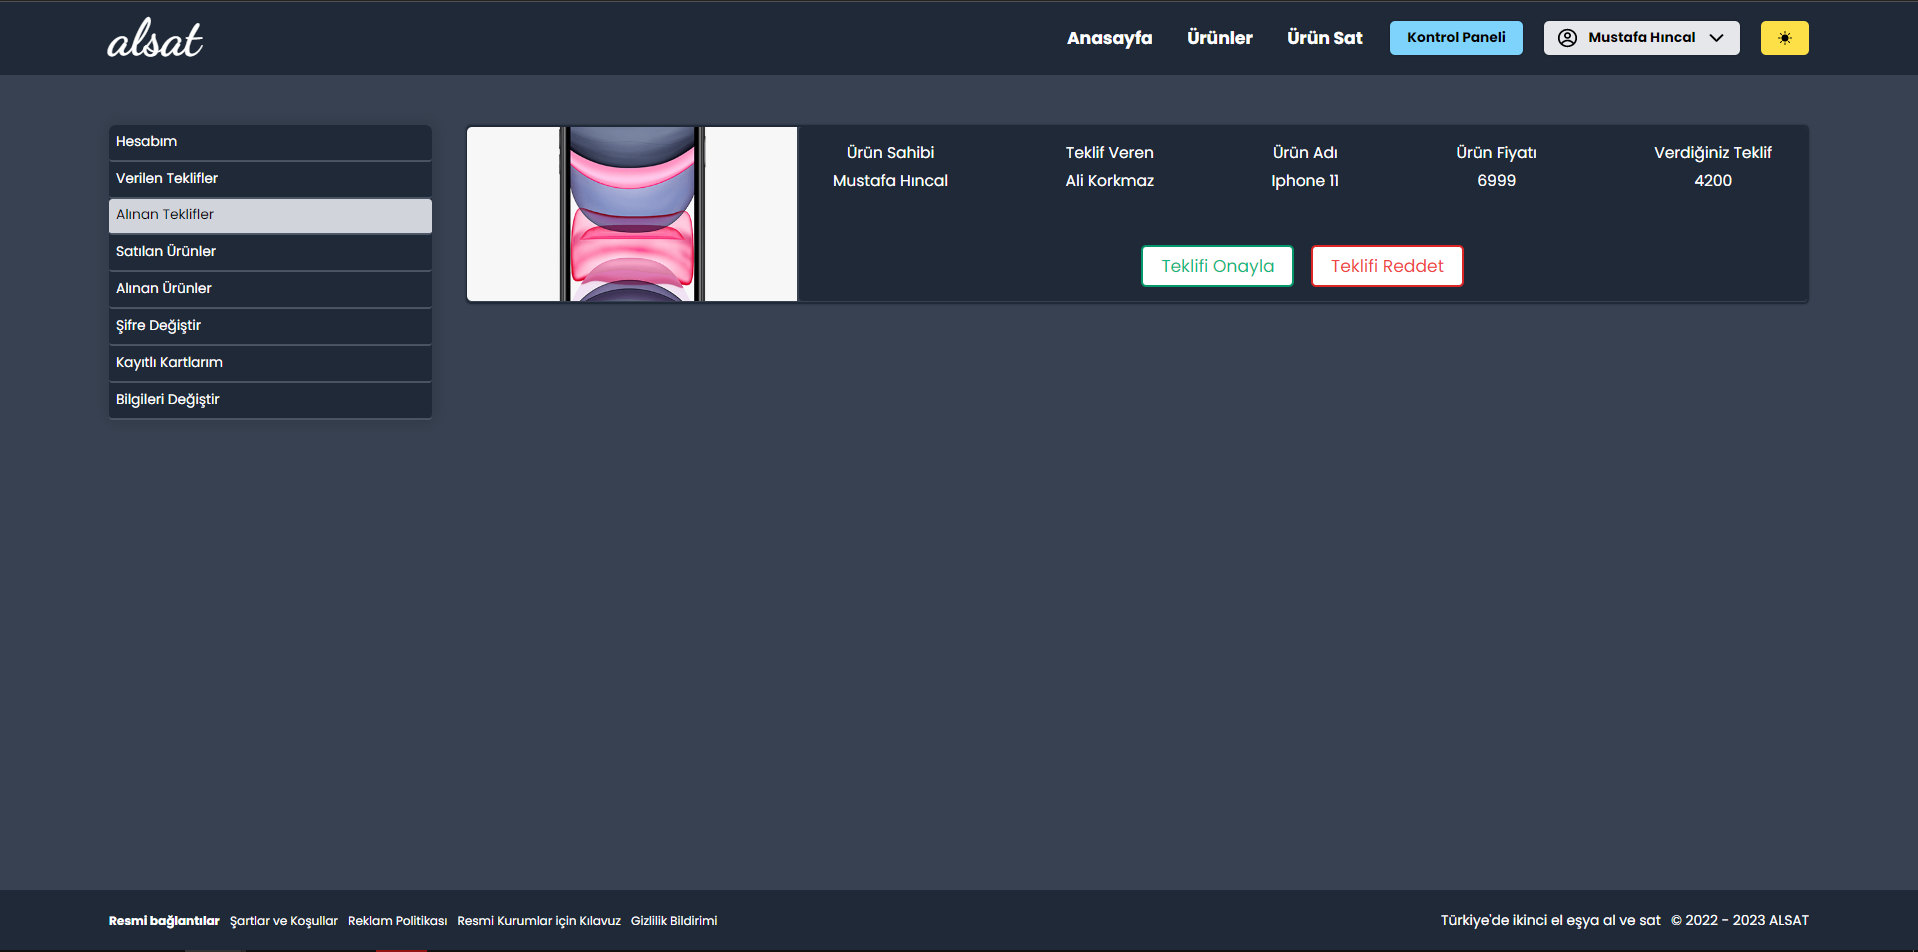 alsat
Anasayfa Ürünler Ürün Sat Kontrol Paneli Mustafa Hıncal
Hesabım
Verilen Teklifler
Alınan Teklifler
Satılan Ürünler
Alınan Ürünler
Şifre Değiştir
Kayıtlı Kartlarım
Bilgileri Değiştir
Ürün Sahibi Teklif Veren Ürün Adı Ürün Fiyatı Verdiğiniz Teklif
Mustafa Hıncal Ali Korkmaz Iphone 11 6999 4200
Teklifi Onayla Teklifi Reddet
Resmi bağlantılar Şartlar ve Koşullar Reklam Politikası Resmi Kurumlar için Kılavuz Gizlilik Bildirimi
Türkiye'de ikinci el eşya al ve sat © 2022 - 2023 ALSAT